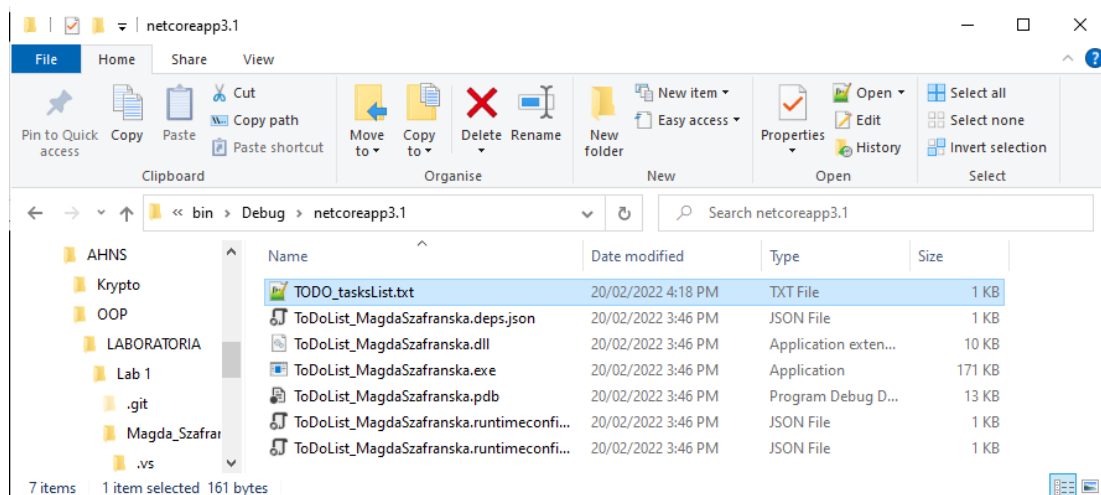 netcoreapp3.1
File Home Share View
Pin to Quick access
Copy
Paste
Cut
Copy path
Paste shortcut
Move to
Copy to
Delete
Rename
New folder
New item
Easy access
Properties
Open
Edit
History
Select all
Select none
Invert selection
Clipboard Organise New Open Select
« bin > Debug > netcoreapp3.1
Search netcoreapp3.1
AHNS
Krypto
OOP
LABORATORIA
Lab 1
.git
Magda_Szafrar
.vs
Name Date modified Type Size
TODO_tasksList.txt 20/02/2022 4:18 PM TXT File 1 KB
ToDoList_MagdaSzafranska.deps.json 20/02/2022 3:46 PM JSON File 1 KB
ToDoList_MagdaSzafranska.dll 20/02/2022 3:46 PM Application exten... 10 KB
ToDoList_MagdaSzafranska.exe 20/02/2022 3:46 PM Application 171 KB
ToDoList_MagdaSzafranska.pdb 20/02/2022 3:46 PM Program Debug D... 13 KB
ToDoList_MagdaSzafranska.runtimeconfi... 20/02/2022 3:46 PM JSON File 1 KB
ToDoList_MagdaSzafranska.runtimeconfi... 20/02/2022 3:46 PM JSON File 1 KB
7 items 1 item selected 161 bytes